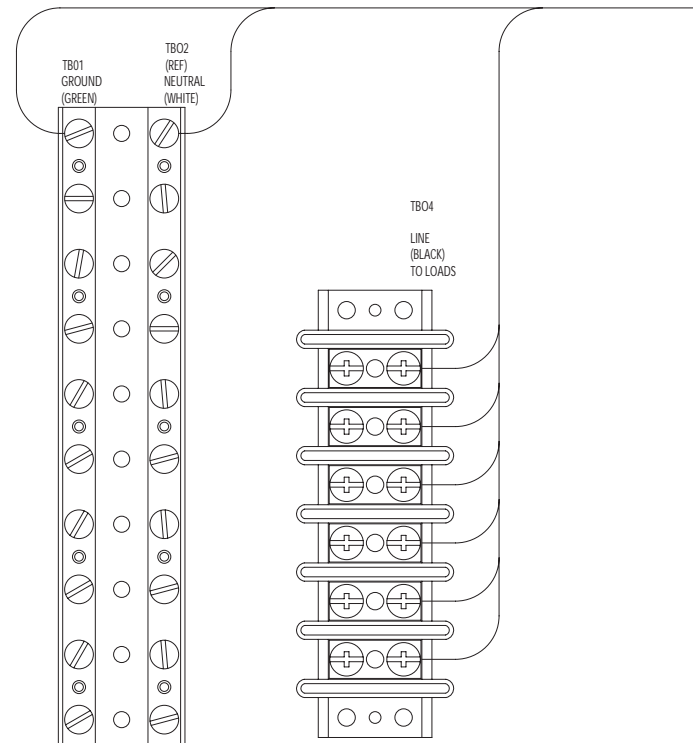 TB01
GROUND
(GREEN)
TBO2
(REF)
NEUTRAL
(WHITE)
TBO4
LINE
(BLACK)
TO LOADS